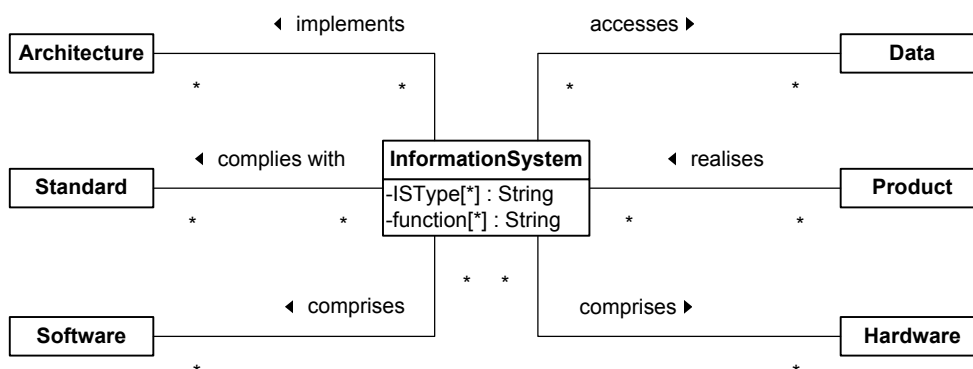 ◄ implements
accesses ►
Architecture
Data
* * * *
◄ complies with
InformationSystem
◄ realises
Standard
-ISType[*] : String
Product
-function[*] : String
* * * *
* *
◄ comprises
comprises ►
Software
Hardware
* *